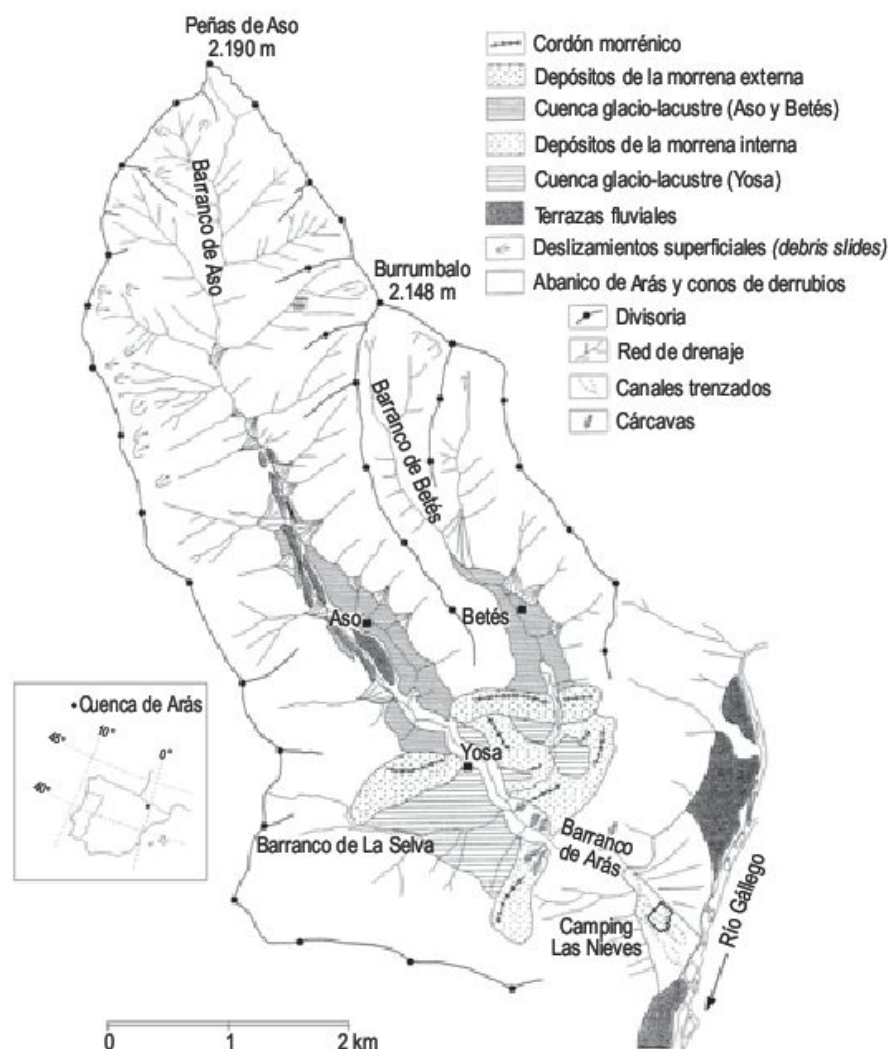 Peñas de Aso
2.190 m
Cordón morrénico
Depósitos de la morrena externa
Cuenca glacio-lacustre (Aso y Betés)
Depósitos de la morrena interna
Cuenca glacio-lacustre (Yosa)
Terrazas fluviales
Deslizamientos superficiales (debris slides)
Abanico de Arás y conos de derrubios
Divisoria
Red de drenaje
Canales trenzados
Cárcavas
Barranco de Aso
Burrumbalo
2.148 m
Barranco de Betés
Aso
Betés
Cuenca de Arás
10°
0°
45°
40°
Yosa
Barranco de La Selva
Barranco
de Arás
Camping
Las Nieves
Río Gállego
0 1 2 km